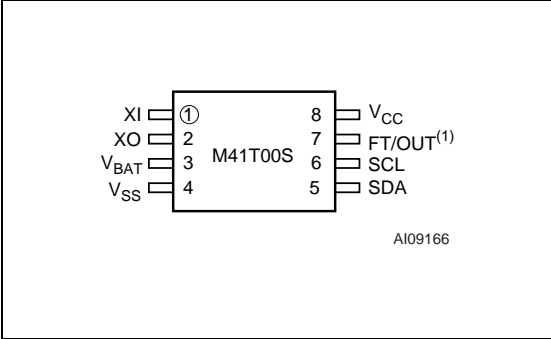 XI ① 8 VCC
XO 2 7 FT/OUT(1)
VBAT 3 M41T00S 6 SCL
VSS 4 5 SDA
AI09166